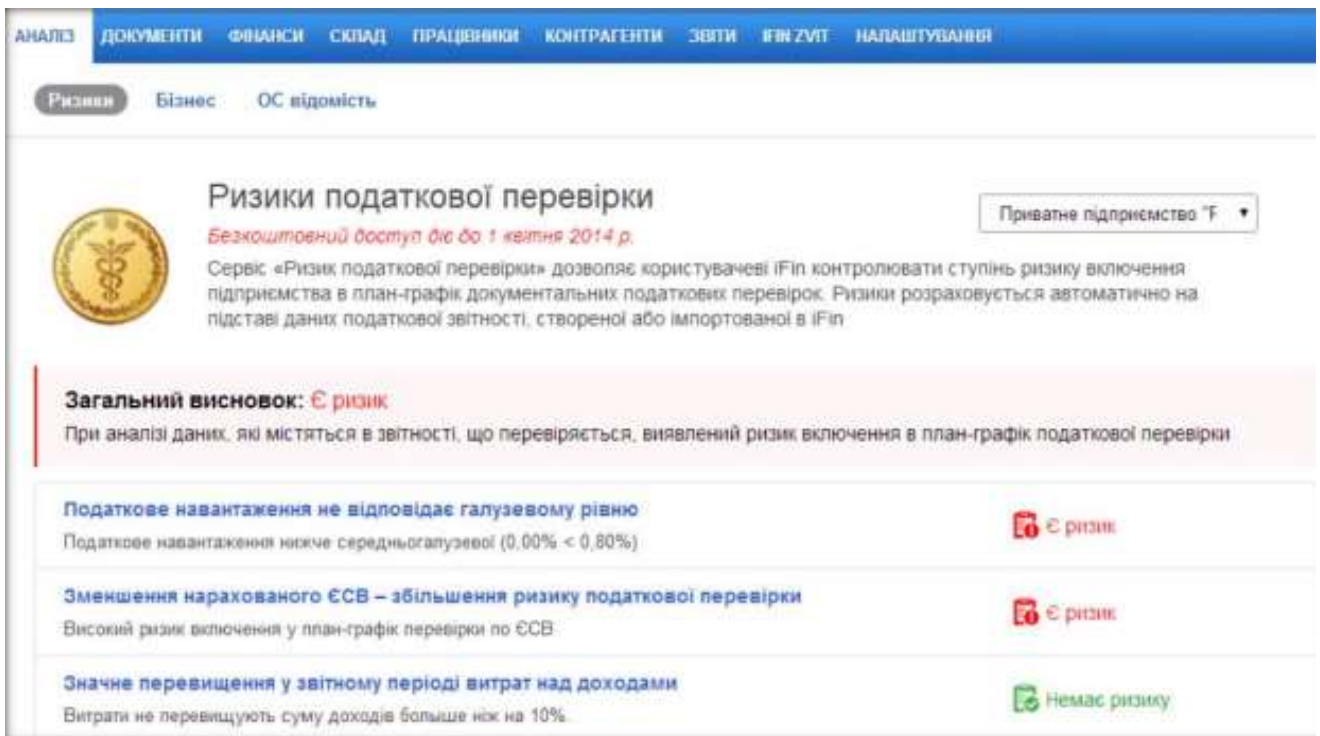 АНАЛІЗ ДОКУМЕНТИ ФІНАНСИ СКЛАД ПРАЦІВНИКИ КОНТРАГЕНТИ ЗВІТИ IFIN ZVIT НАЛАШТУВАННЯ
Ризики Бізнес ОС відомість
Ризики податкової перевірки
Приватне підприємство "F
Безкоштовний доступ діє до 1 квітня 2014 р.
Сервіс «Ризик податкової перевірки» дозволяє користувачеві iFin контролювати ступінь ризику включення
підприємства в план-графік документальних податкових перевірок. Ризики розраховується автоматично на
підставі даних податкової звітності, створеної або імпортованої в iFin
Загальний висновок: Є ризик
При аналізі даних, які містяться в звітності, що перевіряється, виявлений ризик включення в план-графік податкової перевірки
Податкове навантаження не відповідає галузевому рівню
Податкове навантаження нижче середньогалузевої (0,00% < 0,80%)
Є ризик
Зменшення нарахованого ЄСВ – збільшення ризику податкової перевірки
Високий ризик включення у план-графік перевірки по ЄСВ
Є ризик
Значне перевищення у звітному періоді витрат над доходами
Витрати не перевищують суму доходів больше ніж на 10%.
Немає ризику